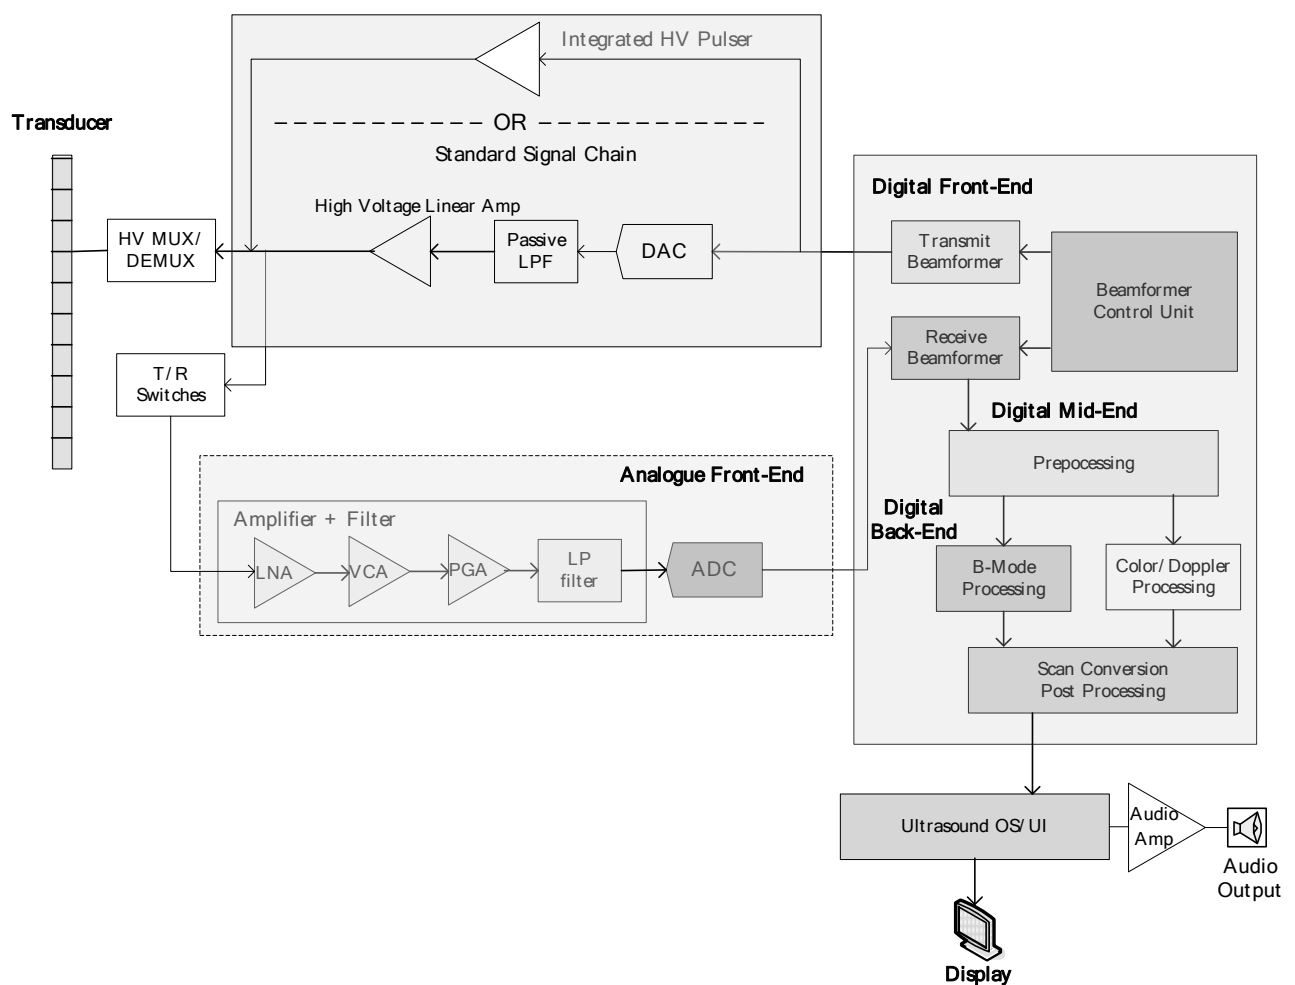 Integrated HV Pulser
Transducer
OR
Standard Signal Chain
Digital Front-End
High Voltage Linear Amp
HV MUX/
DEMUX
Passive
LPF
DAC
Transmit
Beamformer
Beamformer
Control Unit
Receive
Beamformer
T/R
Switches
Digital Mid-End
Prepocessing
Analogue Front-End
Digital
Back-End
Amplifier + Filter
LNA
VCA
PGA
LP
filter
ADC
B-Mode
Processing
Color/Doppler
Processing
Scan Conversion
Post Processing
Ultrasound OS/UI
Audio
Amp
Audio
Output
Display